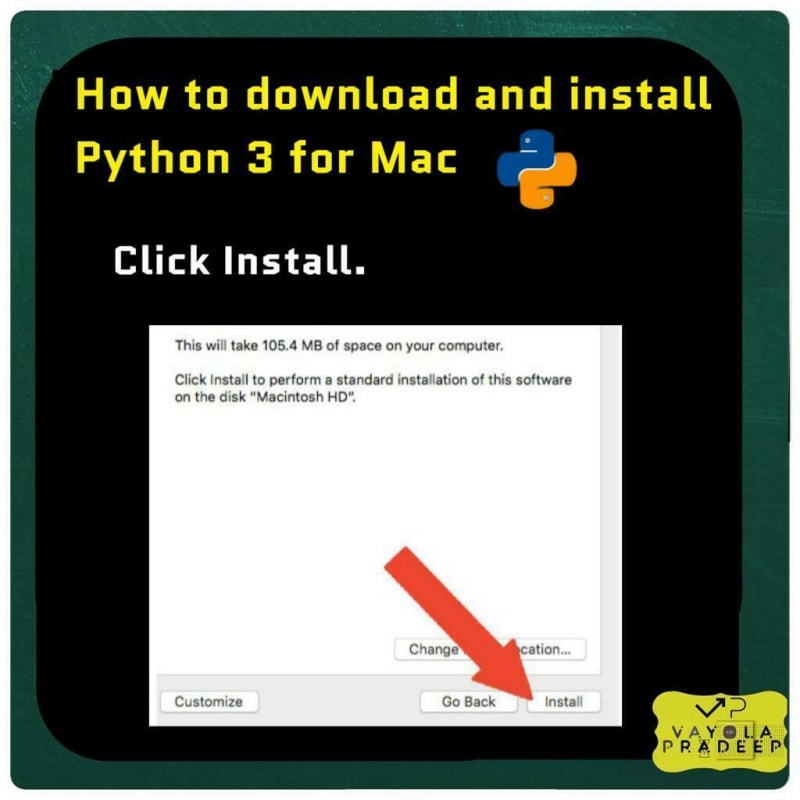 How to download and install
Python 3 for Mac
Click Install.
This will take 105.4 MB of space on your computer.
Click Install to perform a standard installation of this software
on the disk "Macintosh HD".
Change
cation...
Customize
Go Back
Install
VP
VAYOLA
PRADEEP